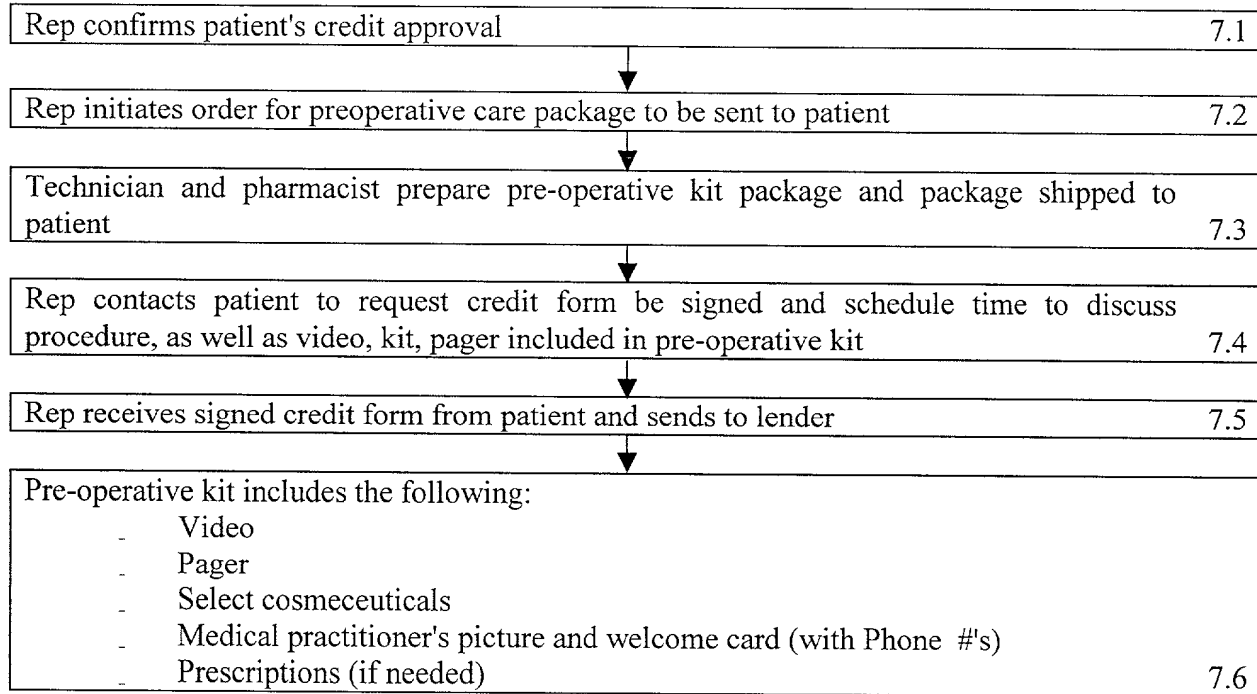 Rep confirms patient's credit approval 7.1
Rep initiates order for preoperative care package to be sent to patient 7.2
Technician and pharmacist prepare pre-operative kit package and package shipped to
patient 7.3
Rep contacts patient to request credit form be signed and schedule time to discuss
procedure, as well as video, kit, pager included in pre-operative kit 7.4
Rep receives signed credit form from patient and sends to lender 7.5
Pre-operative kit includes the following:
- Video
- Pager
- Select cosmeceuticals
- Medical practitioner's picture and welcome card (with Phone #'s)
- Prescriptions (if needed) 7.6